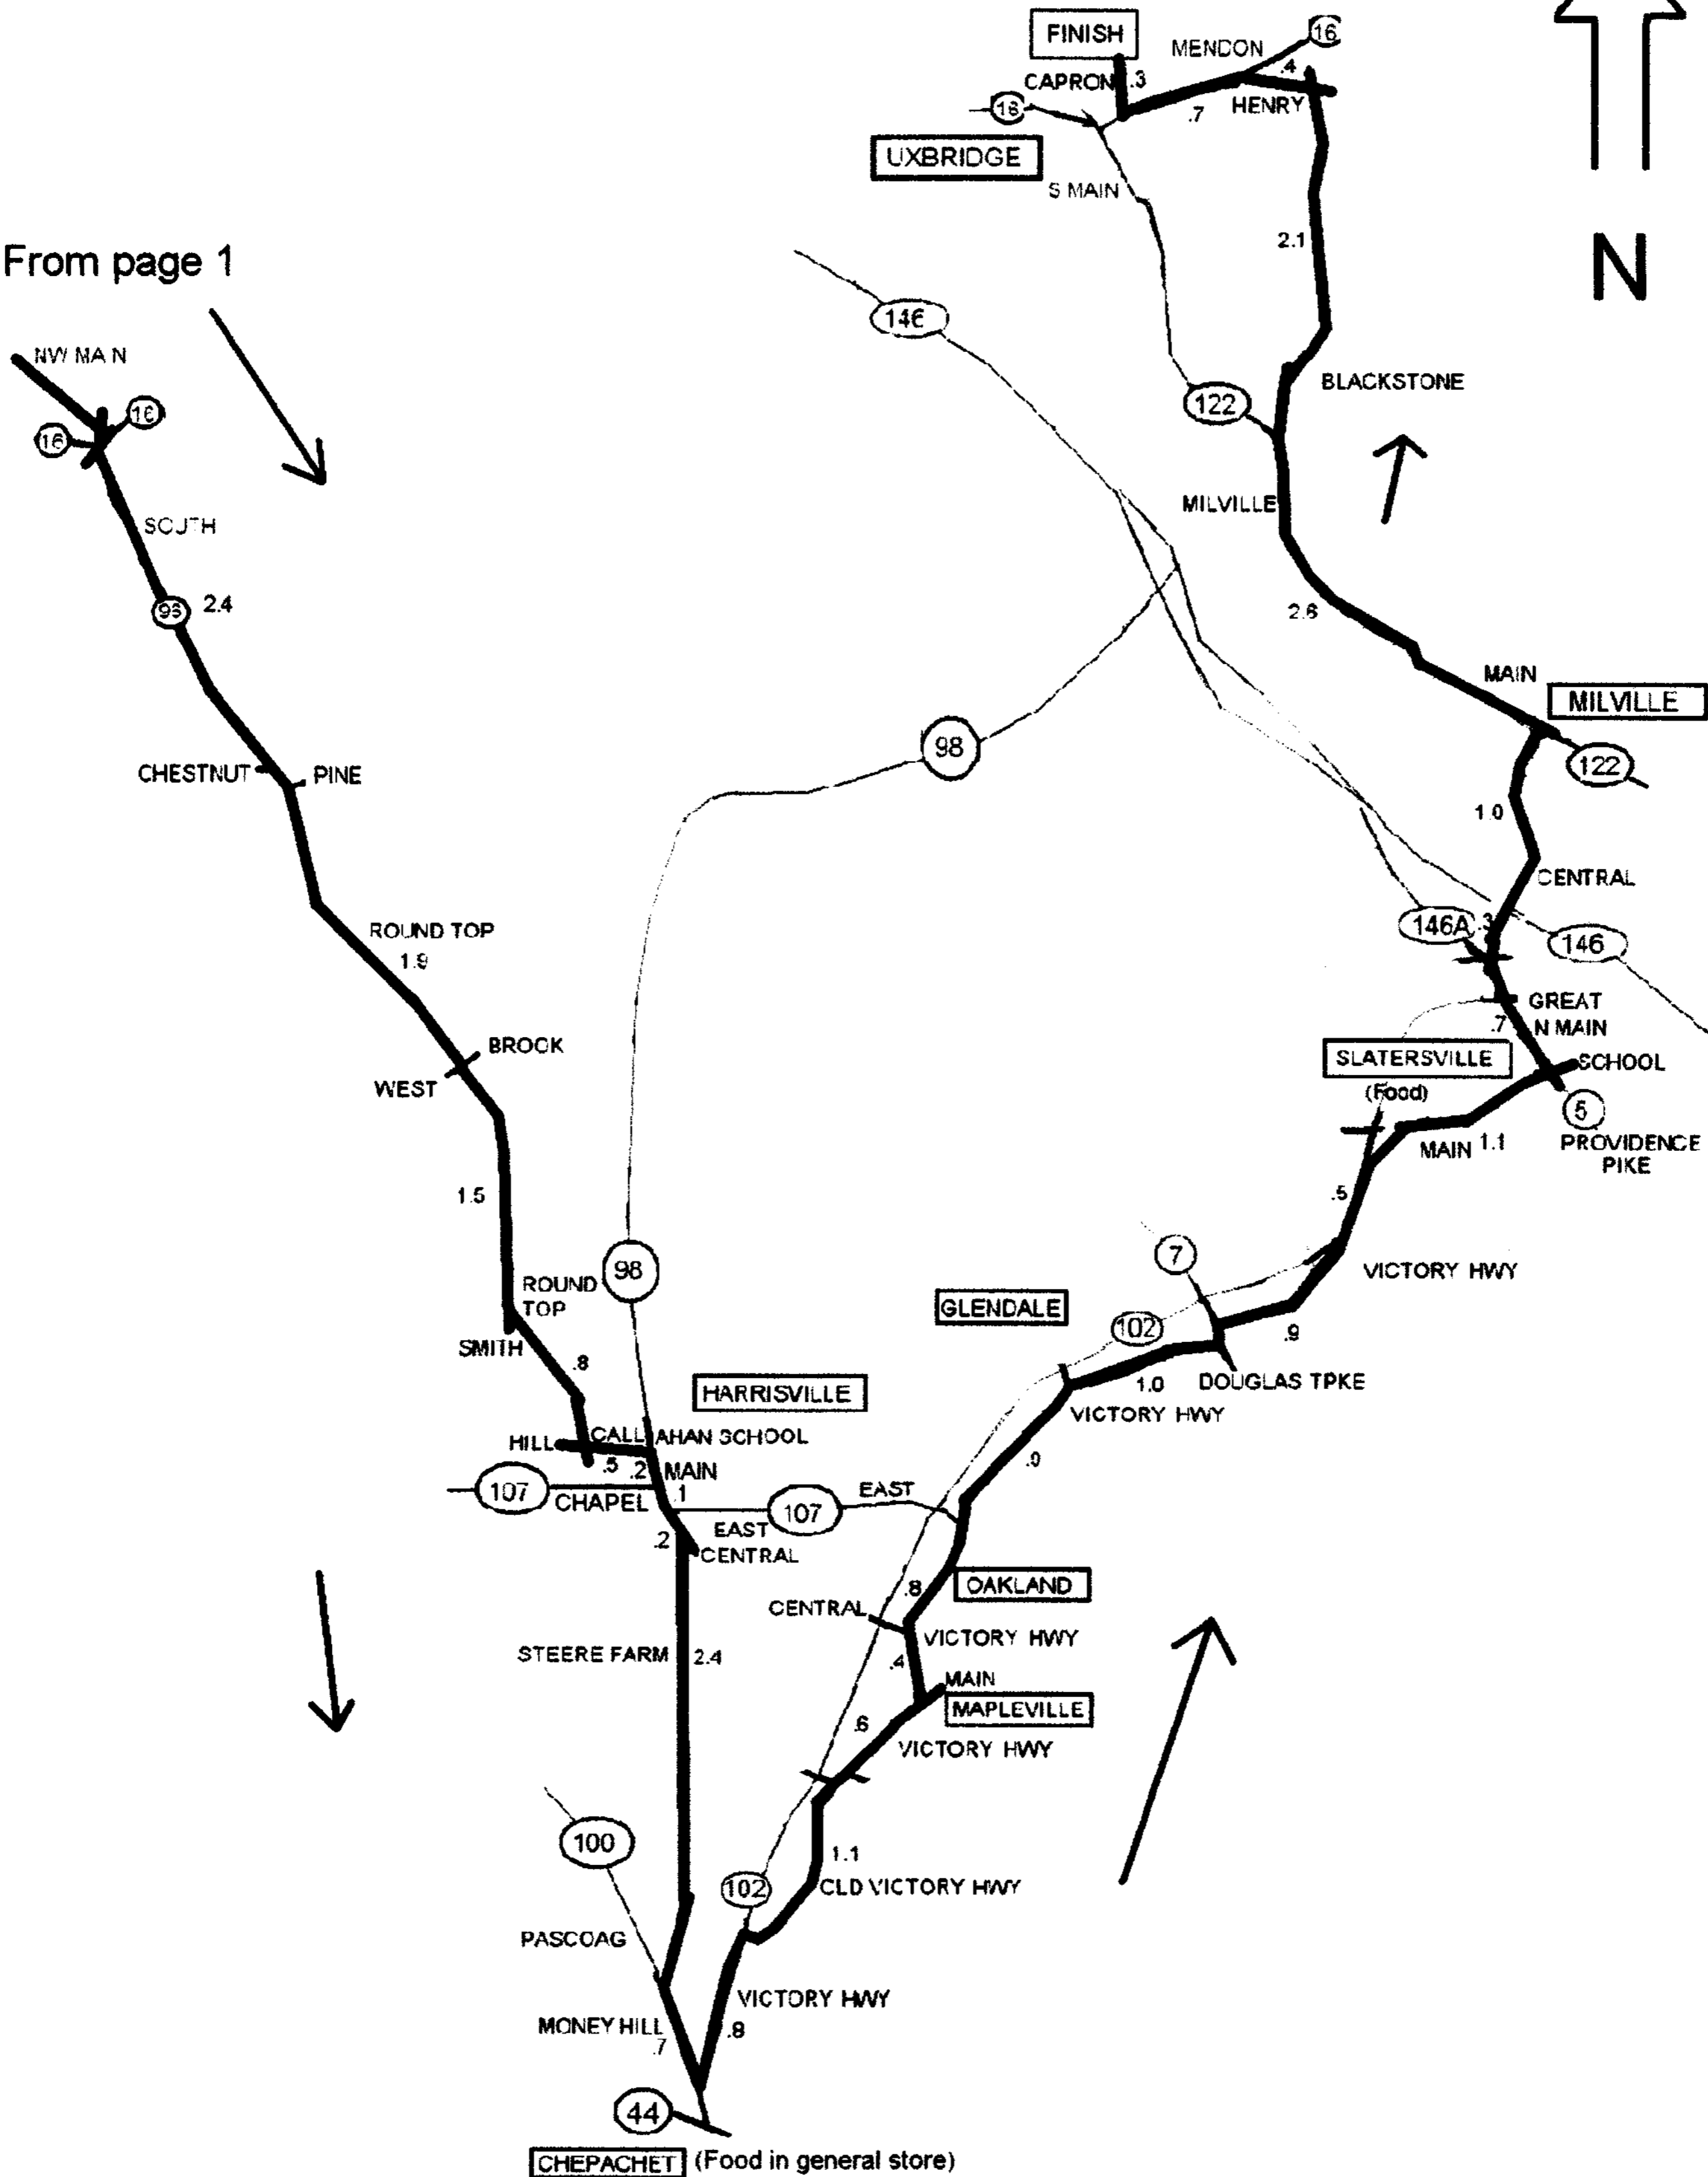 FINISH
MENDON
16
CAPRON
.3
.4
16
.7
HENRY
UXBRIDGE
S MAIN
N
2.1
From page 1
146
NW MAIN
BLACKSTONE
16
122
16
MILVILLE
SOUTH
2.4
MAIN
MILVILLE
98
122
CHESTNUT
PINE
1.0
CENTRAL
ROUND TOP
146A
.3
146
GREAT
N MAIN
.7
BROCK
SLATERSVILLE
SCHOOL
WEST
(Food)
5
MAIN
1.1
PROVIDENCE
PIKE
1.5
.5
7
98
ROUND
TOP
VICTORY HWY
GLENDALE
102
SMITH
.8
.9
HARRISVILLE
1.0
DOUGLAS TPKE
VICTORY HWY
HILL
CALLAHAN SCHOOL
.5
.2
MAIN
.9
107
CHAPEL
.1
107
EAST
EAST
.2
CENTRAL
.8
OAKLAND
CENTRAL
VICTORY HWY
STEERE FARM
2.4
.4
MAIN
MAPLEVILLE
.6
VICTORY HWY
100
1.1
102
CLD VICTORY HWY
PASCOAG
VICTORY HWY
MONEY HILL
.8
.7
44
CHEPACHET (Food in general store)